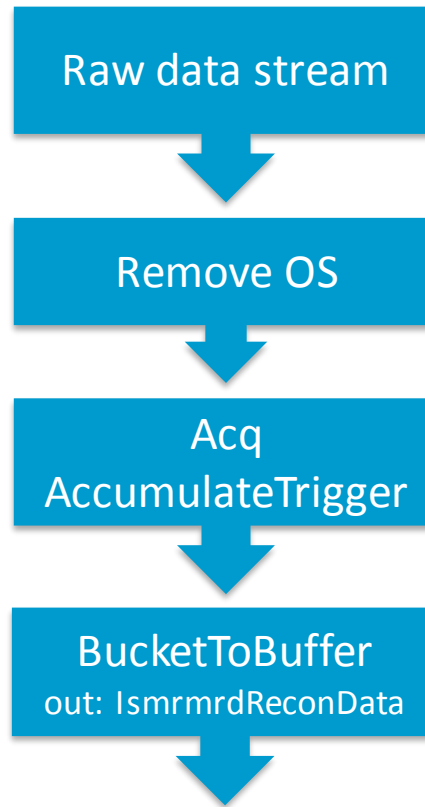 Raw data stream
Remove OS
Acq
AccumulateTrigger
BucketToBuffer
out: IsmrmrdReconData